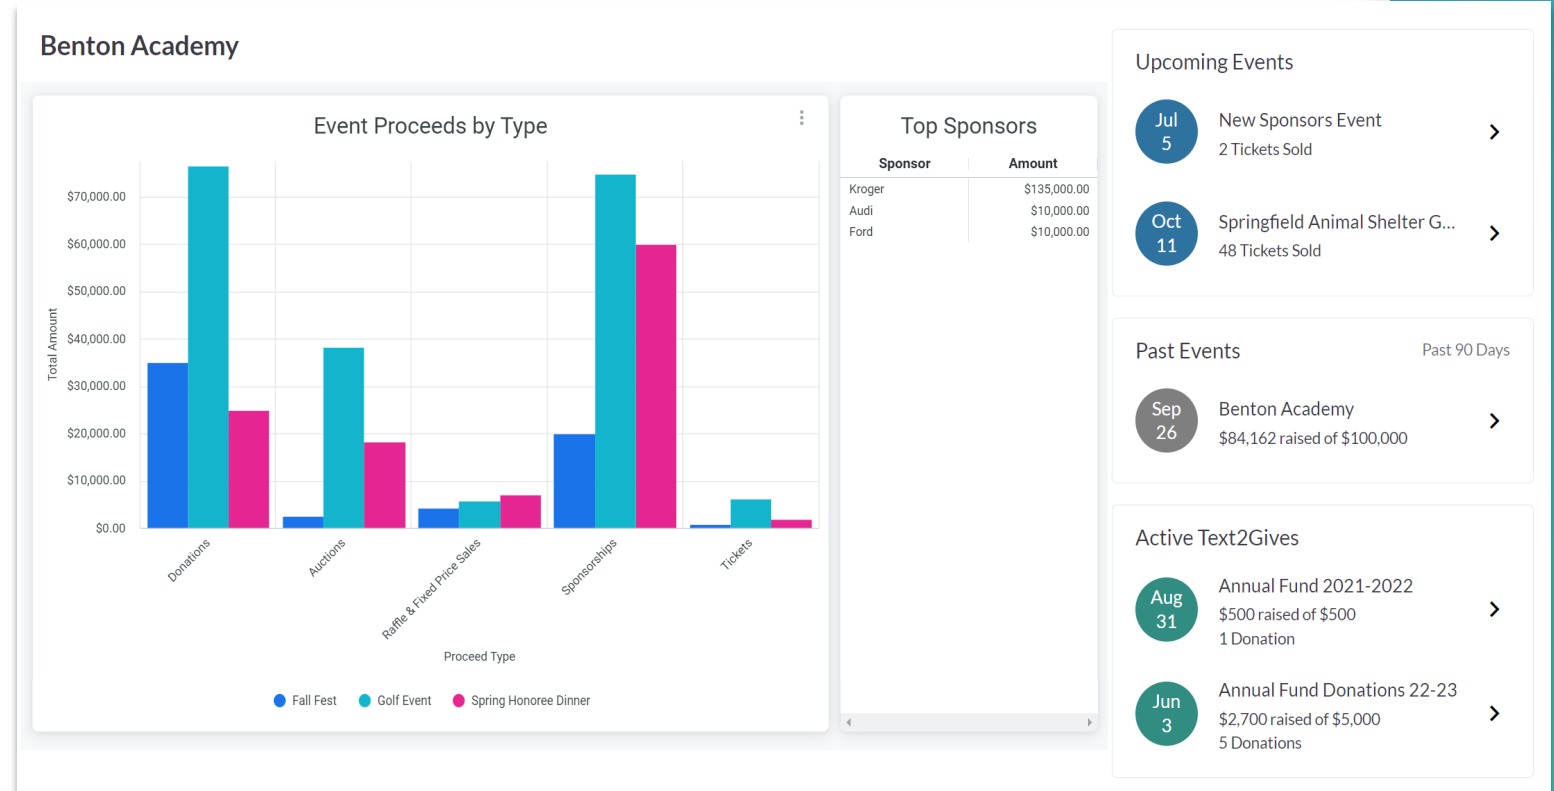 Benton Academy
Event Proceeds by Type
Total Amount
$70,000.00
$60,000.00
$50,000.00
$40,000.00
$30,000.00
$20,000.00
$10,000.00
$0.00
Donations
Auctions
Raffle & Fixed Price Sales
Sponsorships
Tickets
Proceed Type
Fall Fest Golf Event Spring Honoree Dinner
Top Sponsors
Sponsor Amount
Kroger $135,000.00
Audi $10,000.00
Ford $10,000.00
Upcoming Events
Jul
5
New Sponsors Event
2 Tickets Sold
Oct
11
Springfield Animal Shelter G...
48 Tickets Sold
Past Events Past 90 Days
Sep
26
Benton Academy
$84,162 raised of $100,000
Active Text2Gives
Aug
31
Annual Fund 2021-2022
$500 raised of $500
1 Donation
Jun
3
Annual Fund Donations 22-23
$2,700 raised of $5,000
5 Donations